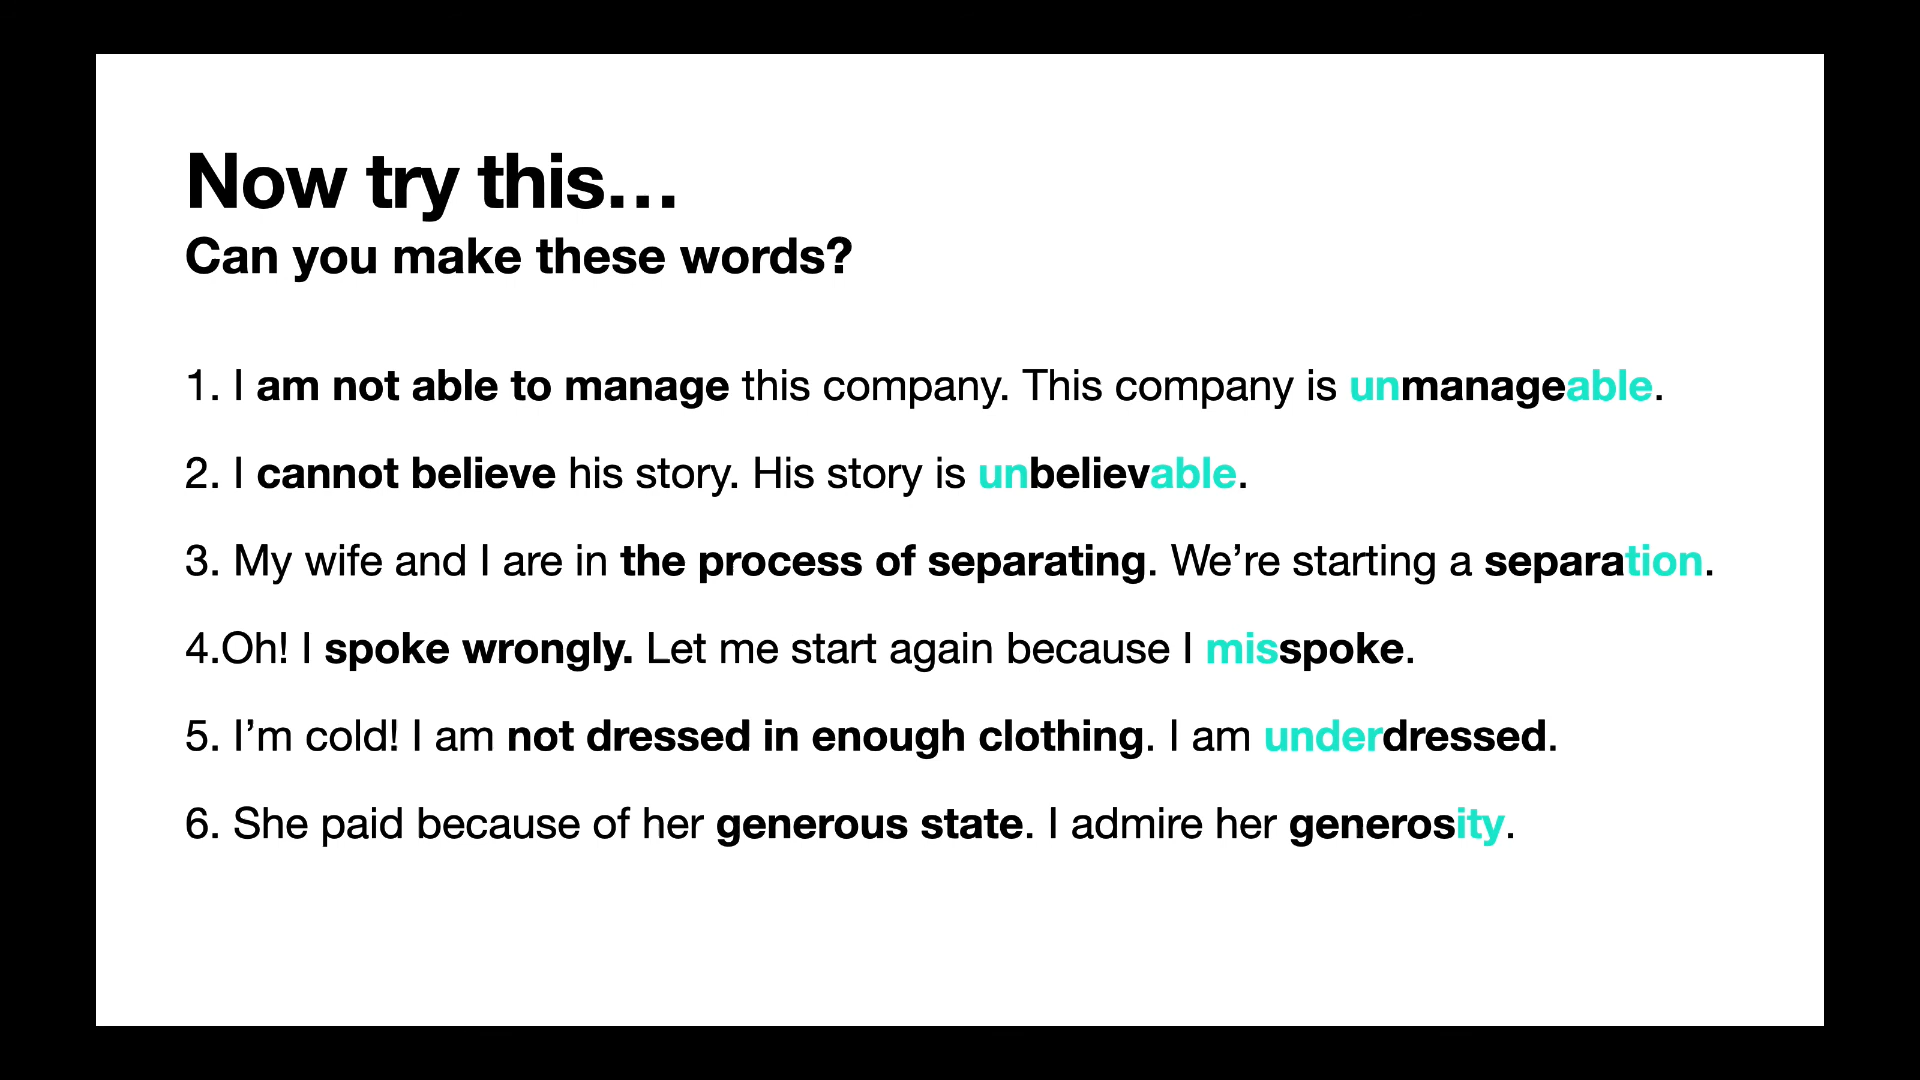 Now try this…
Can you make these words?
1. I am not able to manage this company. This company is unmanageable.
2. I cannot believe his story. His story is unbelievable.
3. My wife and I are in the process of separating. We’re starting a separation.
4.Oh! I spoke wrongly. Let me start again because I misspoke.
5. I’m cold! I am not dressed in enough clothing. I am underdressed.
6. She paid because of her generous state. I admire her generosity.